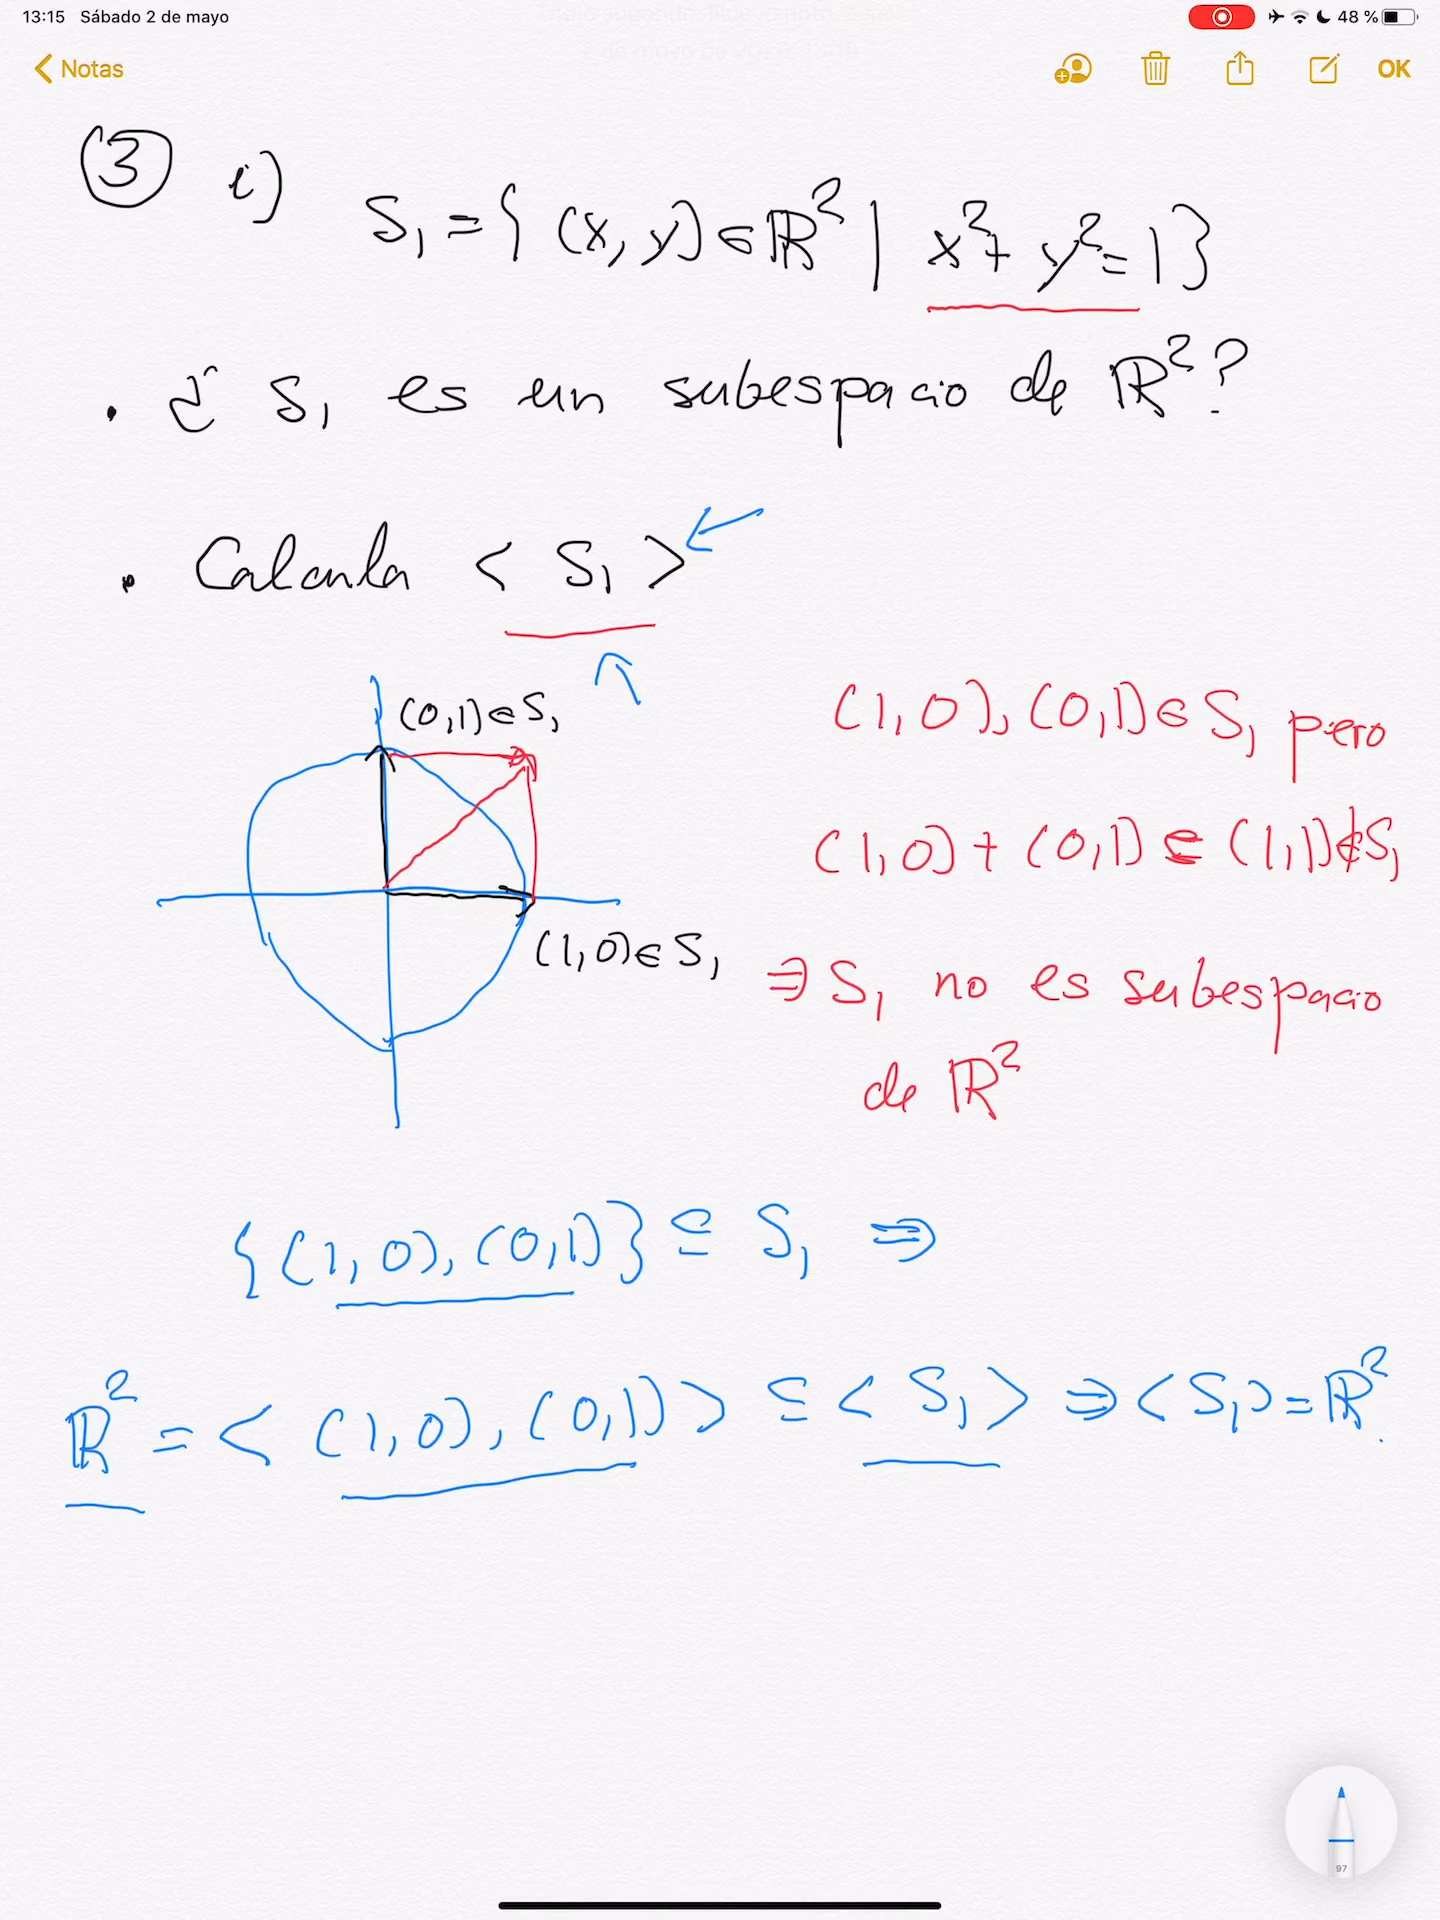 13:15 Sábado 2 de mayo
48 %
Notas
OK
3 i) S₁ = { (x, y) ∈ ℝ² | x² + y² = 1 }
· ¿ S₁ es un subespacio de ℝ²?
· Calcula < S₁ >
(0,1) ∈ S₁
(1,0) ∈ S₁
(1,0), (0,1) ∈ S₁ pero
(1,0) + (0,1) = (1,1) ∉ S₁
⇒ S₁ no es subespacio
de ℝ²
{(1,0), (0,1)} ⊆ S₁ ⇒
ℝ² = < (1,0), (0,1) > ⊆ < S₁ > ⇒ < S₁ > = ℝ².
97